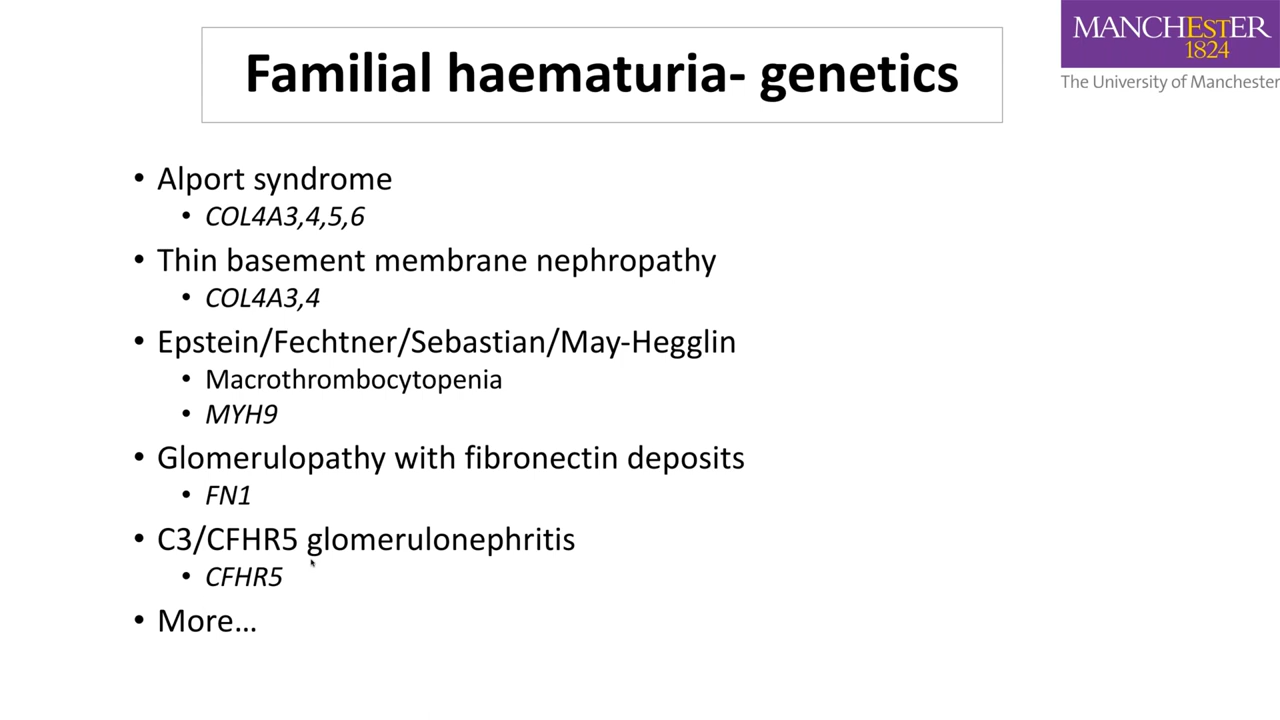 MANCHESTER
1824
The University of Manchester
Familial haematuria- genetics
• Alport syndrome
• COL4A3,4,5,6
• Thin basement membrane nephropathy
• COL4A3,4
• Epstein/Fechtner/Sebastian/May-Hegglin
• Macrothrombocytopenia
• MYH9
• Glomerulopathy with fibronectin deposits
• FN1
• C3/CFHR5 glomerulonephritis
• CFHR5
• More…